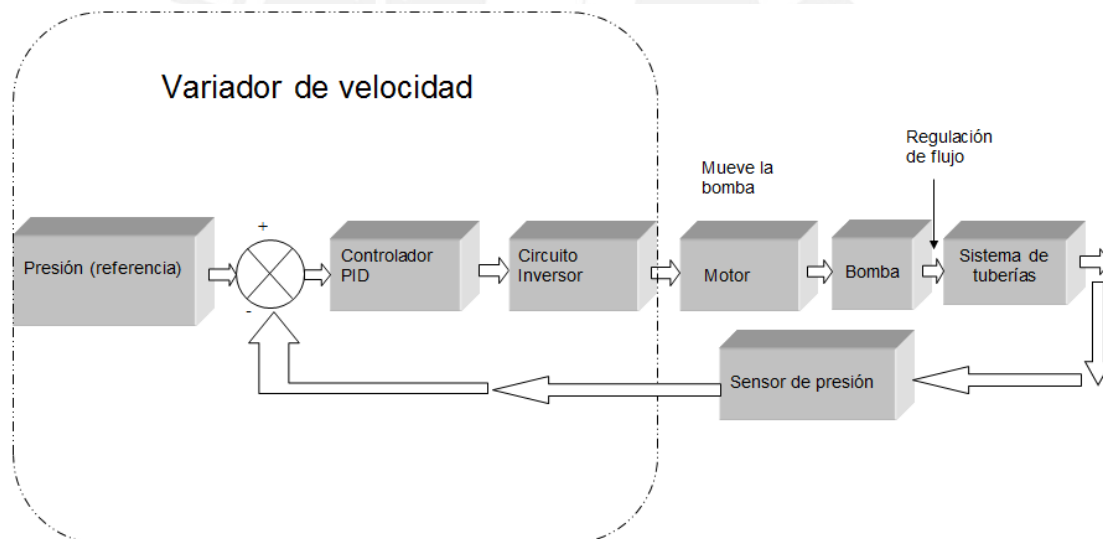 Variador de velocidad
Regulación
de flujo
Mueve la
bomba
+
Presión (referencia)
Controlador
PID
Circuito
Inversor
Motor
Bomba
Sistema de
tuberías
-
Sensor de presión